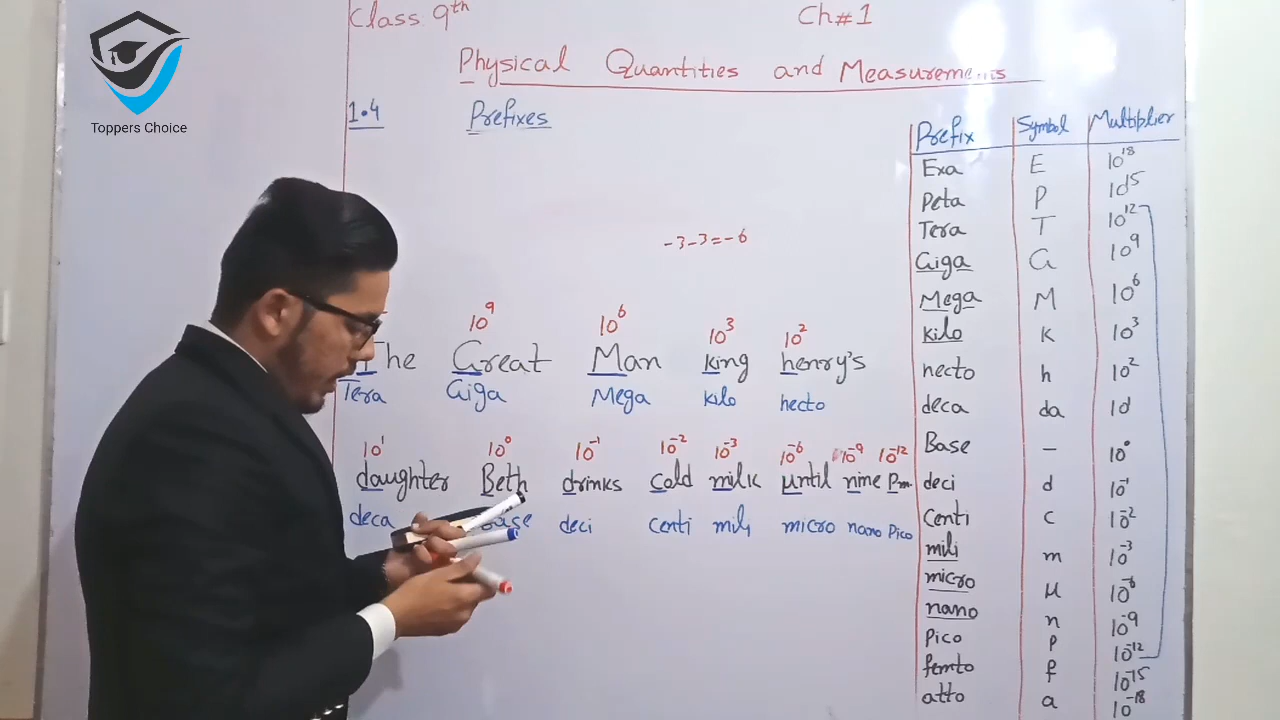 Toppers Choice
Class 9th Ch#1
Physical Quantities and Measurements
1.4 Prefixes
-3-3=-6
10^9 10^6 10^3 10^2
The Great Man king henry's
Tera Giga Mega kilo hecto
10^1 10^0 10^-1 10^-2 10^-3 10^-6 10^-9 10^-12
daughter Beth drinks Cold milk until nine Pm.
deca Base deci centi mili micro nano Pico
Prefix Symbol Multiplier
Exa E 10^18
Peta P 10^15
Tera T 10^12
Giga G 10^9
Mega M 10^6
kilo k 10^3
hecto h 10^2
deca da 10^1
Base — 10^0
deci d 10^-1
Centi c 10^-2
mili m 10^-3
micro μ 10^-6
nano n 10^-9
Pico p 10^-12
femto f 10^-15
atto a 10^-18